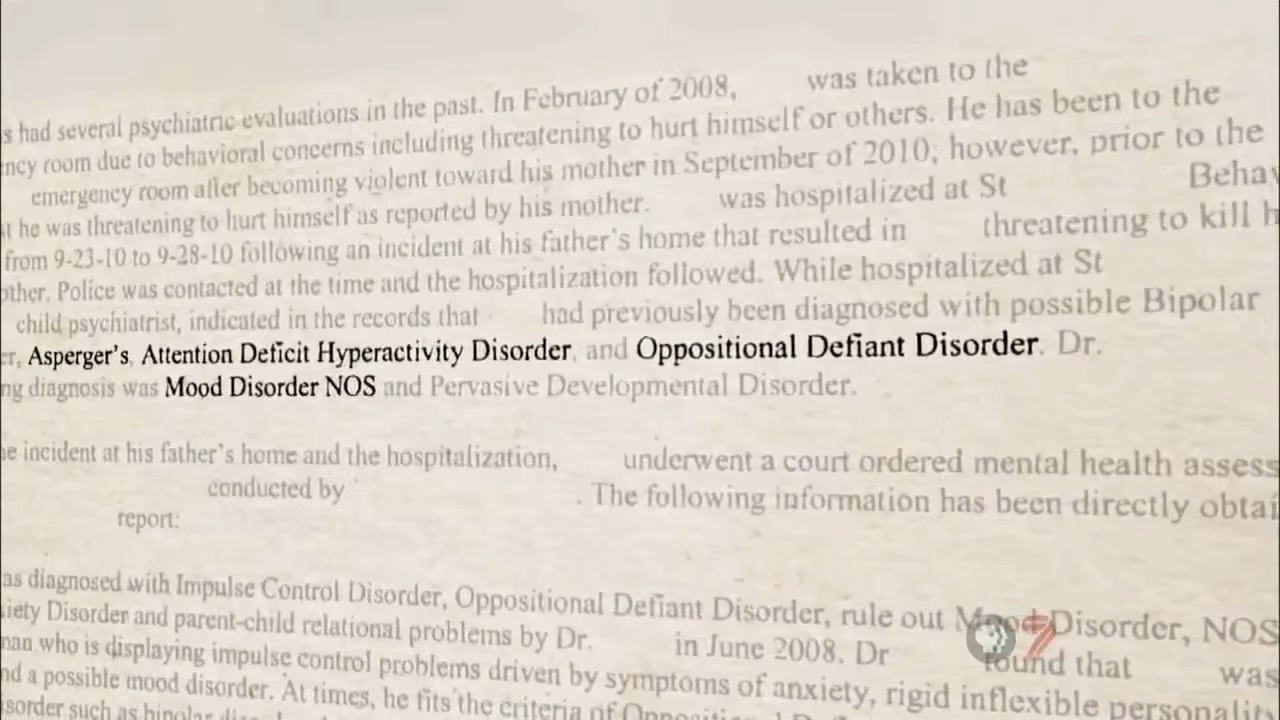 s had several psychiatric evaluations in the past. In February of 2008, was taken to the
ncy room due to behavioral concerns including threatening to hurt himself or others. He has been to the
emergency room after becoming violent toward his mother in September of 2010; however, prior to the
t he was threatening to hurt himself as reported by his mother. was hospitalized at St Behav
from 9-23-10 to 9-28-10 following an incident at his father's home that resulted in threatening to kill h
other. Police was contacted at the time and the hospitalization followed. While hospitalized at St
child psychiatrist, indicated in the records that had previously been diagnosed with possible Bipolar
er, Asperger's, Attention Deficit Hyperactivity Disorder, and Oppositional Defiant Disorder. Dr.
ng diagnosis was Mood Disorder NOS and Pervasive Developmental Disorder.
he incident at his father's home and the hospitalization, underwent a court ordered mental health assess
conducted by . The following information has been directly obtai
report:
as diagnosed with Impulse Control Disorder, Oppositional Defiant Disorder, rule out Mood Disorder, NOS
iety Disorder and parent-child relational problems by Dr. in June 2008. Dr found that was
man who is displaying impulse control problems driven by symptoms of anxiety, rigid inflexible personalit
nd a possible mood disorder. At times, he fits the criteria of
isorder such as bipolar
7